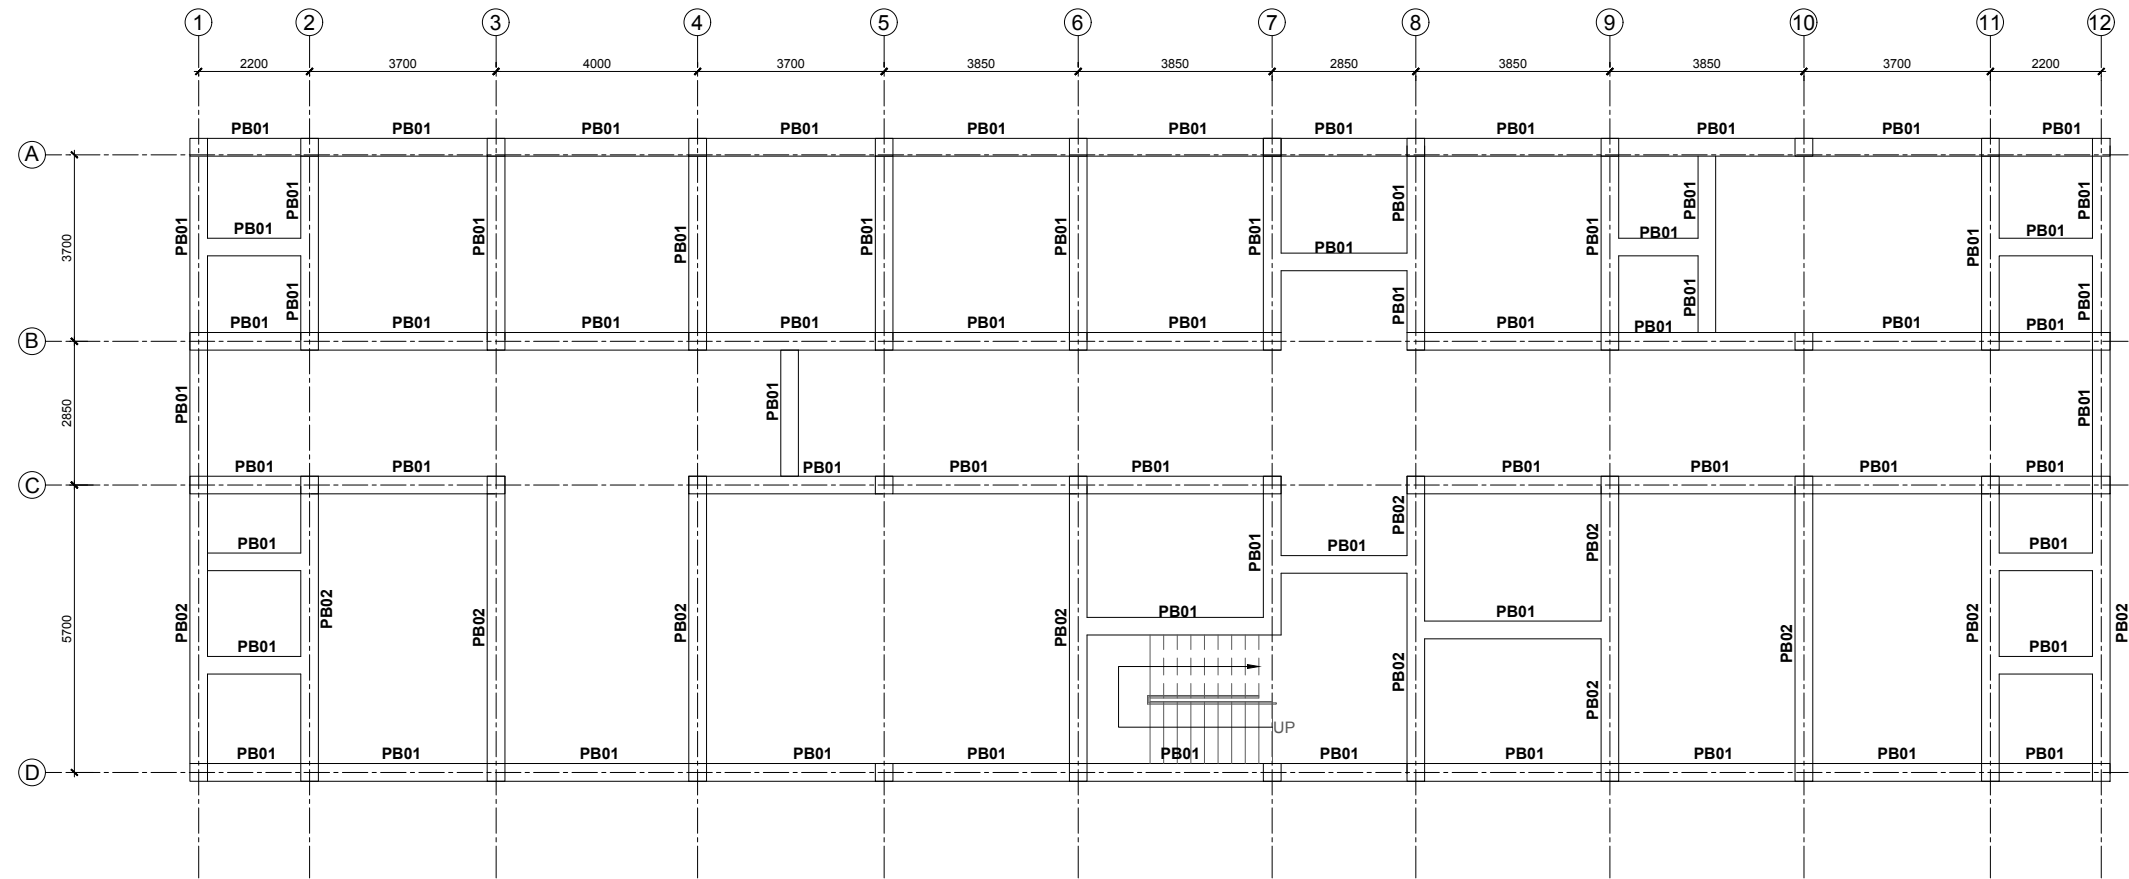 1 2 3 4 5 6 7 8 9 10 11 12
2200 3700 4000 3700 3850 3850 2850 3850 3850 3700 2200
PB01 PB01 PB01 PB01 PB01 PB01 PB01 PB01 PB01 PB01 PB01
A
PB01 PB01 PB01 PB01
PB01 PB01 PB01 PB01 PB01 PB01 PB01 PB01
3700
PB01 PB01 PB01 PB01
PB01 PB01 PB01 PB01
PB01 PB01 PB01 PB01 PB01 PB01 PB01 PB01 PB01 PB01
B
2850
PB01 PB01 PB01
PB01 PB01 PB01 PB01 PB01 PB01 PB01 PB01 PB01
C
PB02
PB01 PB01 PB01 PB02 PB01
5700
PB02 PB02 PB02 PB02 PB02 PB01 PB01 PB02 PB02 PB02
PB01 PB02 PB02 PB01
UP
PB01 PB01 PB01 PB01 PB01 PB01 PB01 PB01 PB01 PB01 PB01
D